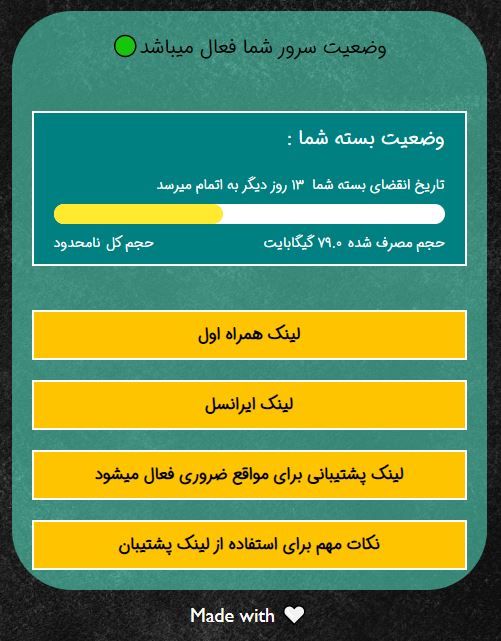 وضعیت سرور شما فعال میباشد
وضعیت بسته شما :
تاریخ انقضای بسته شما ۱۳ روز دیگر به اتمام میرسد
حجم مصرف شده ۷۹.۰ گیگابایت
حجم کل نامحدود
لینک همراه اول
لینک ایرانسل
لینک پشتیبانی برای مواقع ضروری فعال میشود
نکات مهم برای استفاده از لینک پشتیبان
Made with